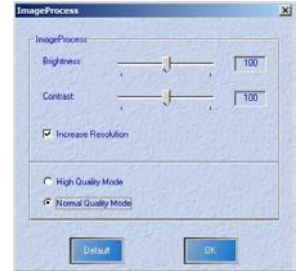 ImageProcess
ImageProcess
Brightness:
100
Contrast:
100
Increase Resolution
High Quality Mode
Normal Quality Mode
Default
OK